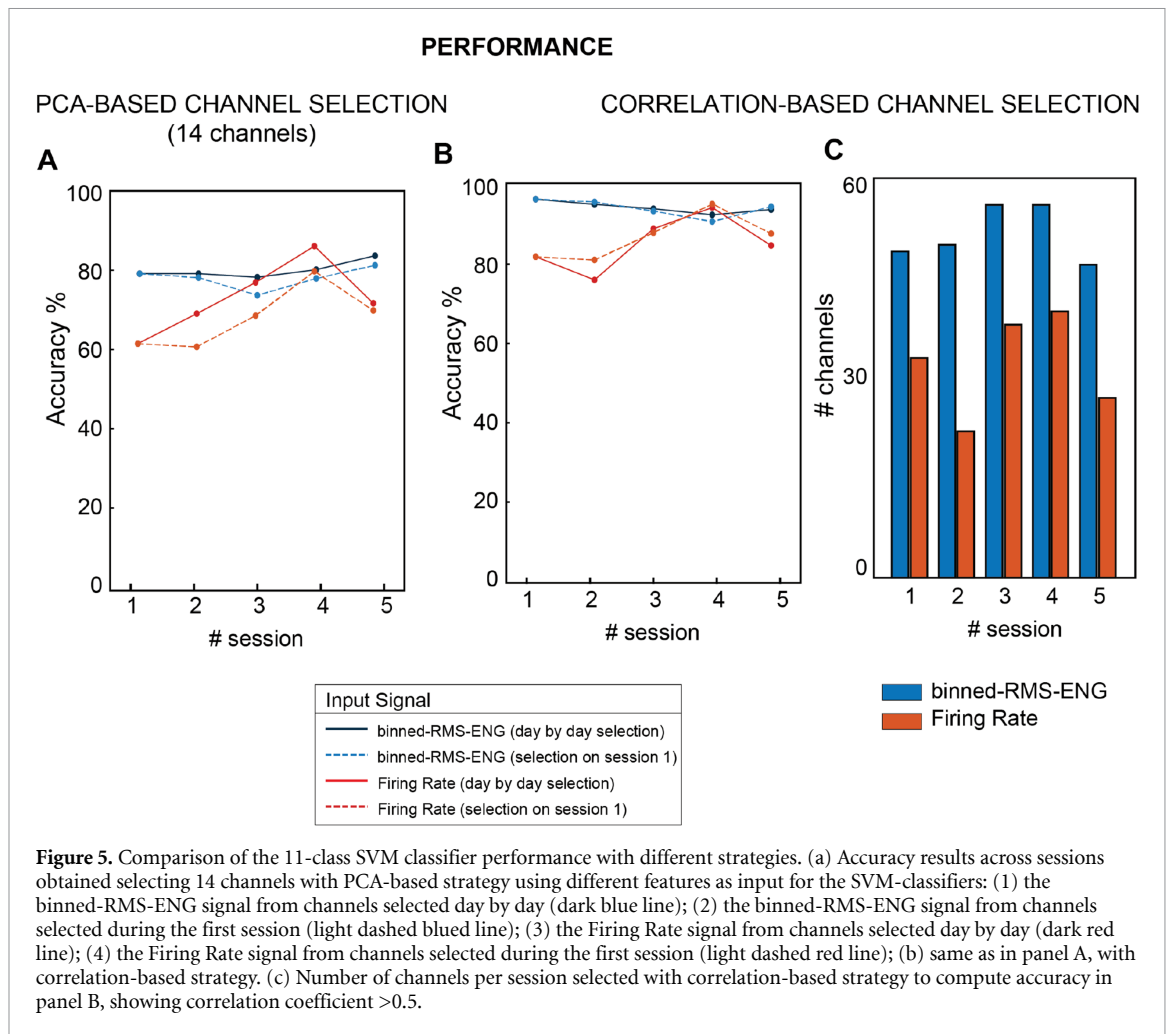 PERFORMANCE
PCA-BASED CHANNEL SELECTION
(14 channels)
CORRELATION-BASED CHANNEL SELECTION
A
100
80
60
40
20
0
Accuracy %
1 2 3 4 5
# session
B
100
80
60
40
20
0
Accuracy %
1 2 3 4 5
# session
C
60
30
0
# channels
1 2 3 4 5
# session
Input Signal
binned-RMS-ENG (day by day selection)
binned-RMS-ENG (selection on session 1)
Firing Rate (day by day selection)
Firing Rate (selection on session 1)
binned-RMS-ENG
Firing Rate
Figure 5. Comparison of the 11-class SVM classifier performance with different strategies. (a) Accuracy results across sessions
obtained selecting 14 channels with PCA-based strategy using different features as input for the SVM-classifiers: (1) the
binned-RMS-ENG signal from channels selected day by day (dark blue line); (2) the binned-RMS-ENG signal from channels
selected during the first session (light dashed blued line); (3) the Firing Rate signal from channels selected day by day (dark red
line); (4) the Firing Rate signal from channels selected during the first session (light dashed red line); (b) same as in panel A, with
correlation-based strategy. (c) Number of channels per session selected with correlation-based strategy to compute accuracy in
panel B, showing correlation coefficient >0.5.